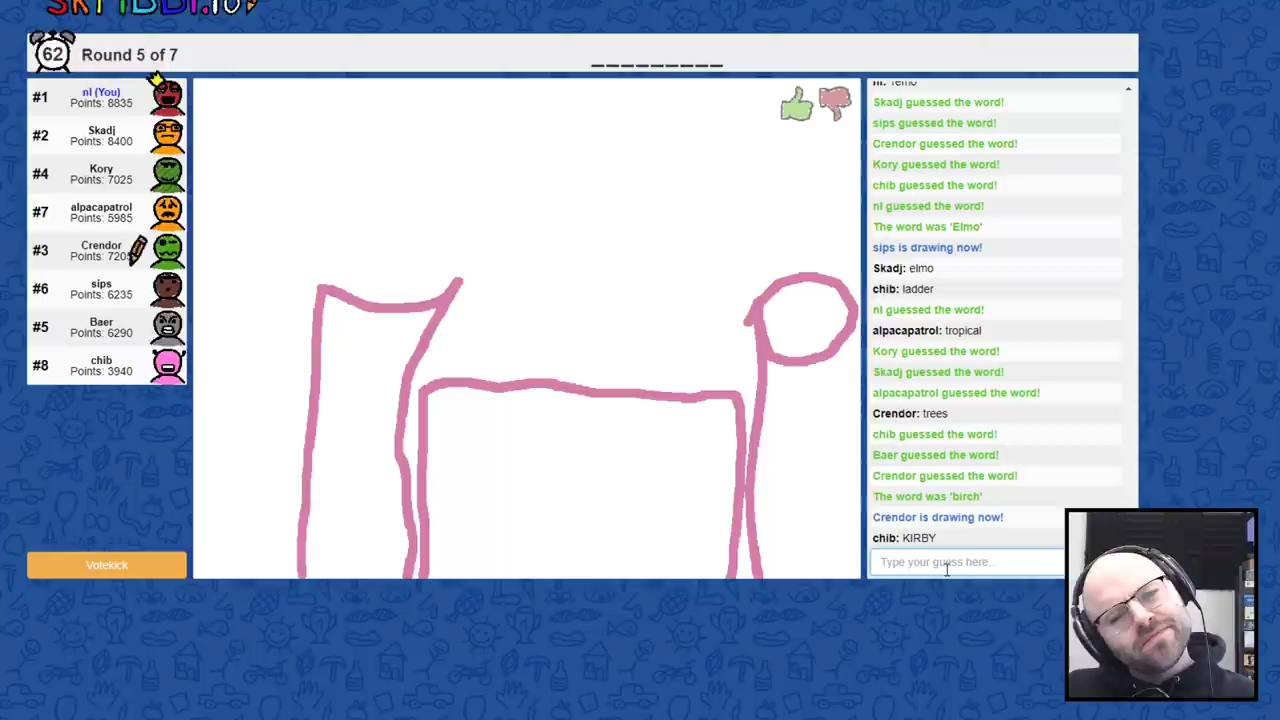 skribbl.io
62
Round 5 of 7
_________
#1
nl (You)
Points: 8835
#2
Skadj
Points: 8400
#4
Kory
Points: 7025
#7
alpacapatrol
Points: 5985
#3
Crendor
Points: 7205
#6
sips
Points: 6235
#5
Baer
Points: 6290
#8
chib
Points: 3940
Votekick
Skadj guessed the word!
sips guessed the word!
Crendor guessed the word!
Kory guessed the word!
chib guessed the word!
nl guessed the word!
The word was 'Elmo'
sips is drawing now!
Skadj: elmo
chib: ladder
nl guessed the word!
alpacapatrol: tropical
Kory guessed the word!
Skadj guessed the word!
alpacapatrol guessed the word!
Crendor: trees
chib guessed the word!
Baer guessed the word!
Crendor guessed the word!
The word was 'birch'
Crendor is drawing now!
chib: KIRBY
Type your guess here...